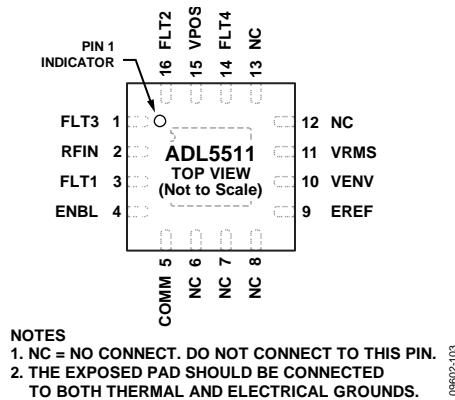 16 FLT2
15 VPOS
14 FLT4
13 NC
PIN 1
INDICATOR
FLT3 1
RFIN 2
FLT1 3
ENBL 4
ADL5511
TOP VIEW
(Not to Scale)
12 NC
11 VRMS
10 VENV
9 EREF
COMM 5
NC 6
NC 7
NC 8
NOTES
1. NC = NO CONNECT. DO NOT CONNECT TO THIS PIN.
2. THE EXPOSED PAD SHOULD BE CONNECTED
TO BOTH THERMAL AND ELECTRICAL GROUNDS.
09602-103